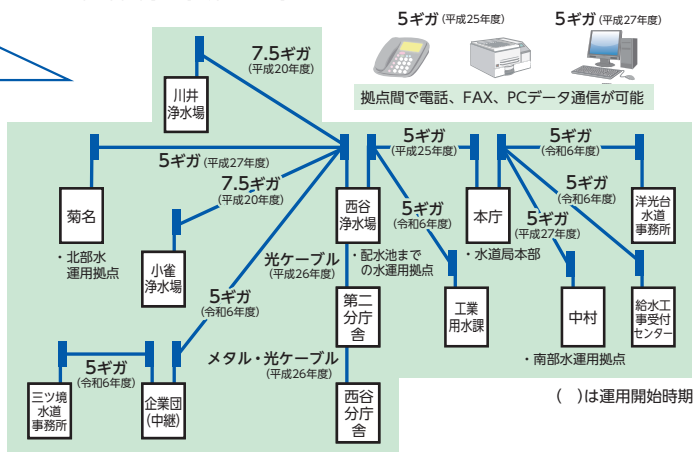 5ギガ(平成25年度)
5ギガ(平成27年度)
拠点間で電話、FAX、PCデータ通信が可能
7.5ギガ
(平成20年度)
川井
浄水場
5ギガ(平成27年度)
菊名
・北部水
運用拠点
7.5ギガ
(平成20年度)
小雀
浄水場
西谷
浄水場
・配水池まで
の水運用拠点
5ギガ
(平成25年度)
本庁
・水道局本部
5ギガ
(令和6年度)
洋光台
水道
事務所
5ギガ
(令和6年度)
工業
用水課
5ギガ
(平成27年度)
中村
・南部水運用拠点
5ギガ
(令和6年度)
給水工
事受付
センター
光ケーブル
(平成26年度)
第二
分庁
舎
5ギガ
(令和6年度)
メタル・光ケーブル
(平成26年度)
西谷
分庁
舎
5ギガ
(令和6年度)
三ツ境
水道
事務所
企業団
(中継)
( )は運用開始時期